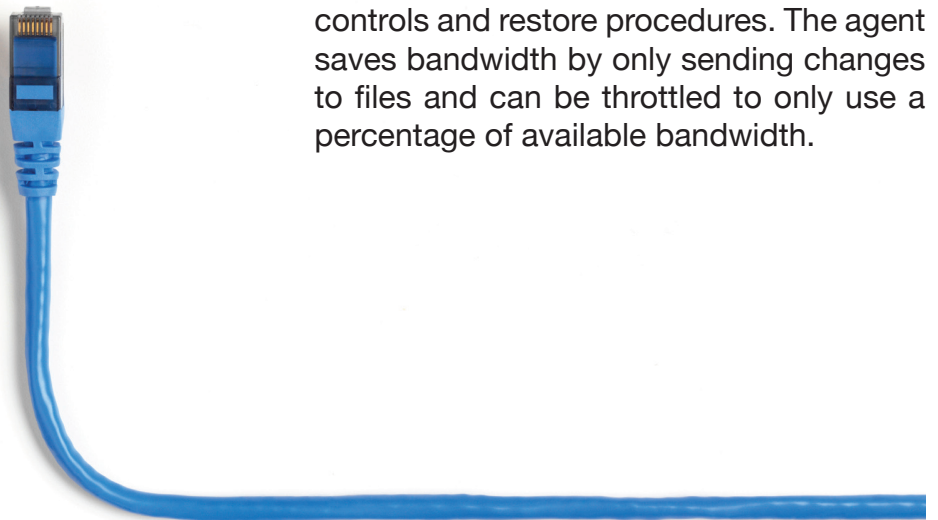 controls and restore procedures. The agent
saves bandwidth by only sending changes
to files and can be throttled to only use a
percentage of available bandwidth.